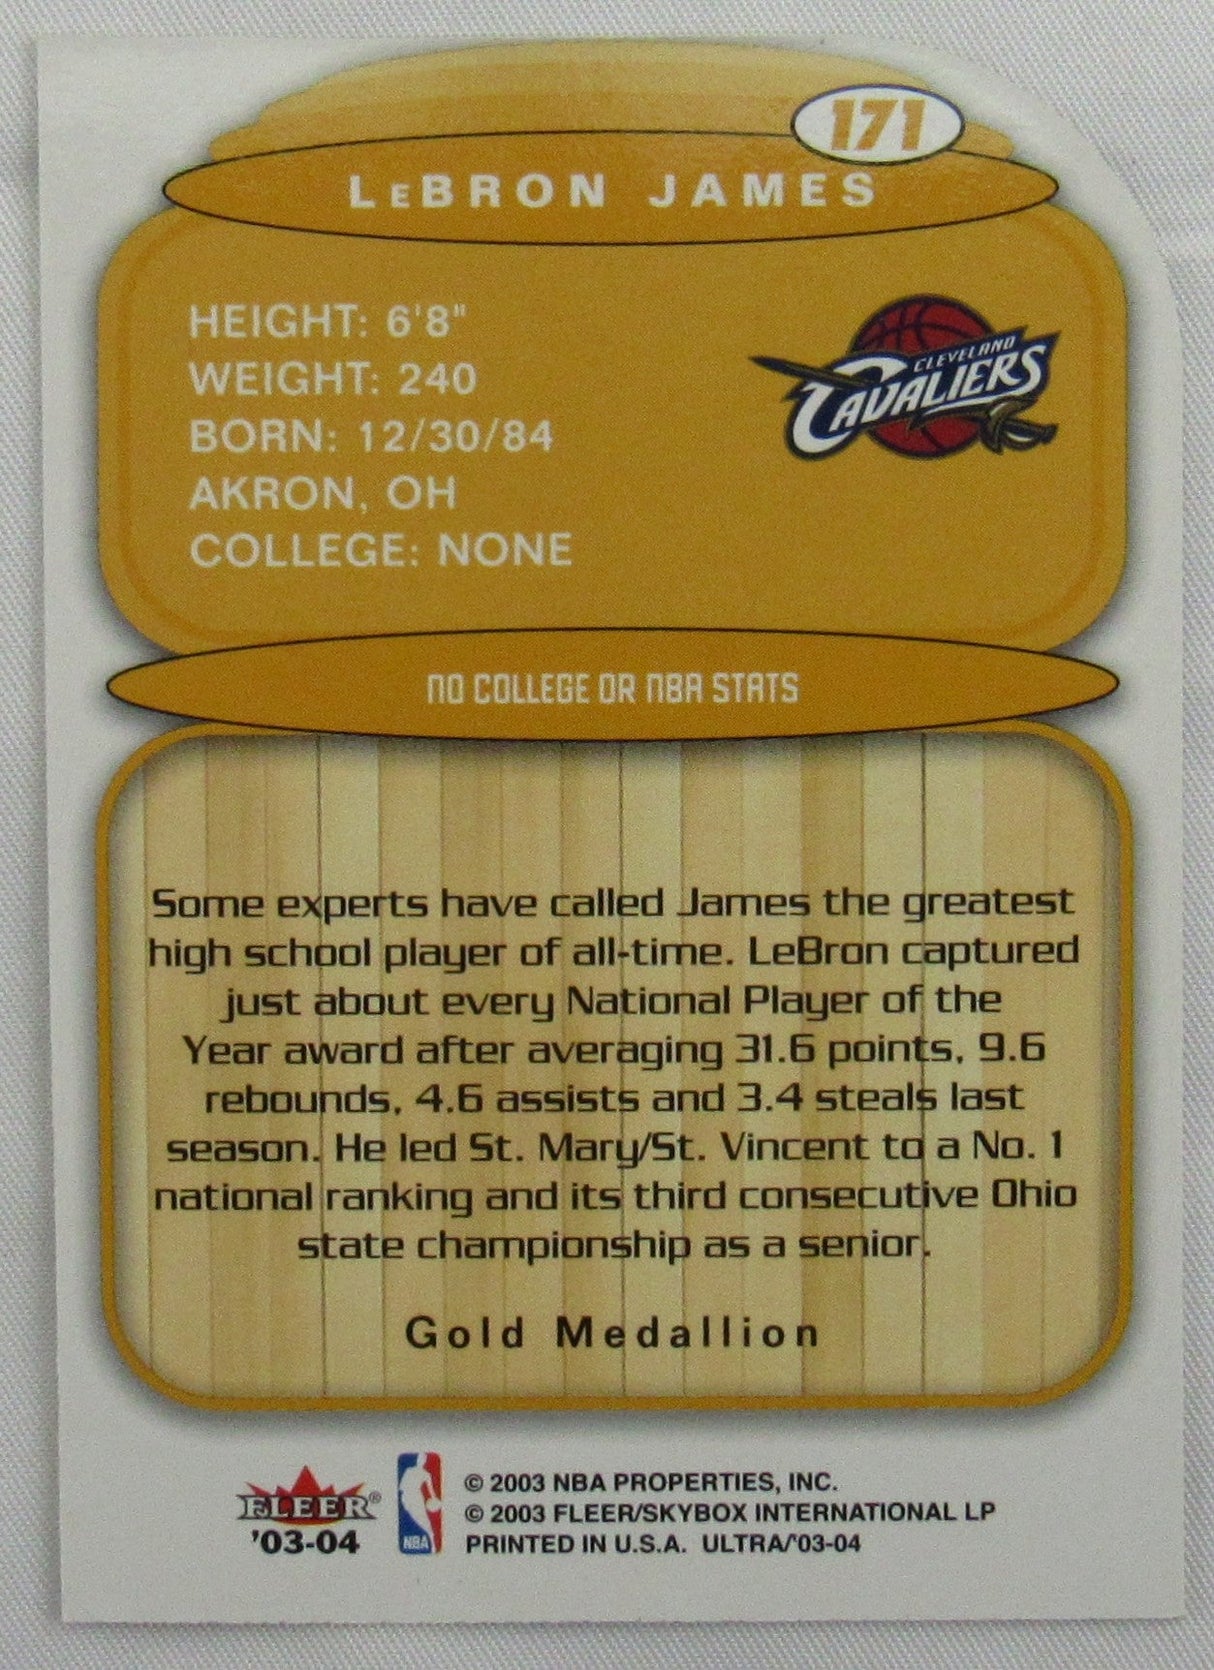 171
LeBRON JAMES
HEIGHT: 6'8"
WEIGHT: 240
BORN: 12/30/84
AKRON, OH
COLLEGE: NONE
CLEVELAND
CAVALIERS
NO COLLEGE OR NBA STATS
Some experts have called James the greatest
high school player of all-time. LeBron captured
just about every National Player of the
Year award after averaging 31.6 points, 9.6
rebounds, 4.6 assists and 3.4 steals last
season. He led St. Mary/St. Vincent to a No. 1
national ranking and its third consecutive Ohio
state championship as a senior.
Gold Medallion
FLEER®
'03-04
NBA
© 2003 NBA PROPERTIES, INC.
© 2003 FLEER/SKYBOX INTERNATIONAL LP
PRINTED IN U.S.A. ULTRA/'03-04